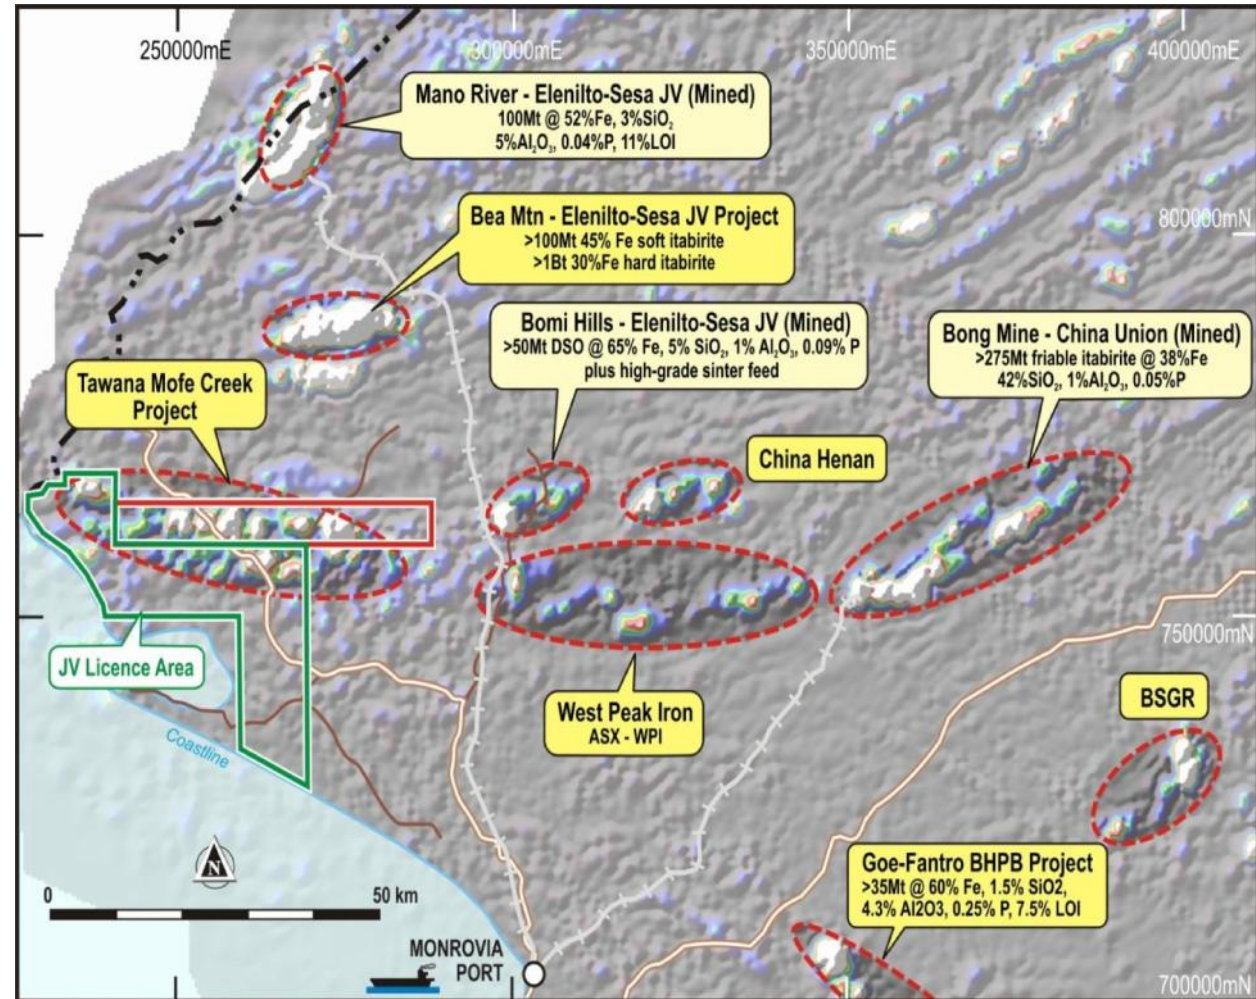 250000mE
300000mE
350000mE
400000mE
Mano River - Elenilto-Sesa JV (Mined)
100Mt @ 52%Fe, 3%SiO₂
5%Al₂O₃, 0.04%P, 11%LOI
800000mN
Bea Mtn - Elenilto-Sesa JV Project
>100Mt 45% Fe soft itabirite
>1Bt 30%Fe hard itabirite
Bomi Hills - Elenilto-Sesa JV (Mined)
>50Mt DSO @ 65% Fe, 5% SiO₂, 1% Al₂O₃, 0.09% P
plus high-grade sinter feed
Bong Mine - China Union (Mined)
>275Mt friable itabirite @ 38%Fe
42%SiO₂, 1%Al₂O₃, 0.05%P
Tawana Mofe Creek
Project
China Henan
750000mN
JV Licence Area
West Peak Iron
ASX - WPI
BSGR
Coastline
N
0
50 km
Goe-Fantro BHPB Project
>35Mt @ 60% Fe, 1.5% SiO2,
4.3% Al2O3, 0.25% P, 7.5% LOI
MONROVIA
PORT
700000mN